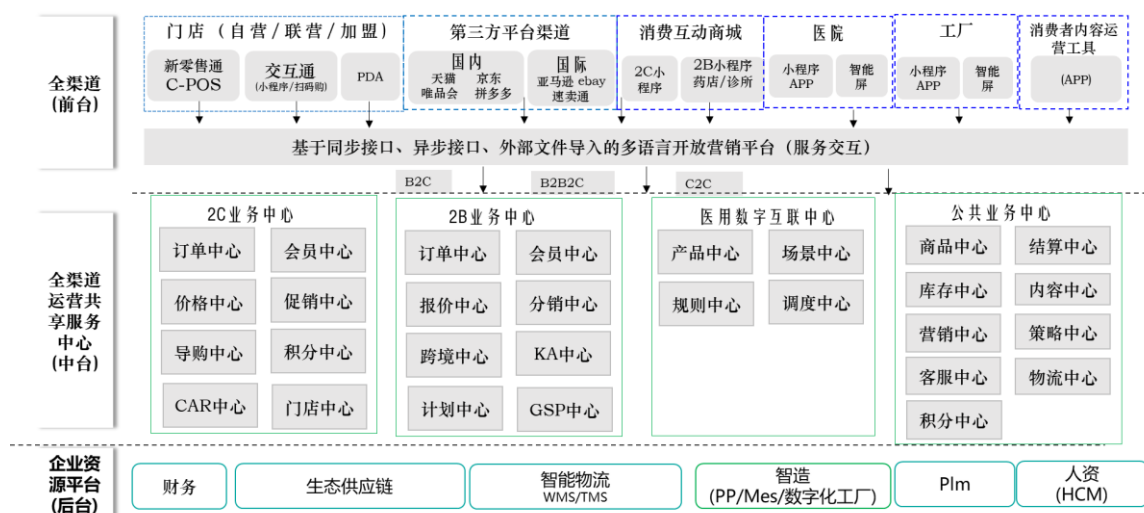 全渠道
(前台)
门店（自营/联营/加盟）
新零售通
C-POS
交互通
(小程序/扫码购)
PDA
第三方平台渠道
国内
天猫 京东
唯品会 拼多多
国际
亚马逊 ebay
速卖通
消费互动商城
2C小
程序
2B小程序
药店/诊所
医院
小程序
APP
智能
屏
工厂
小程序
APP
智能
屏
消费者内容运
营工具
(APP)
基于同步接口、异步接口、外部文件导入的多语言开放营销平台（服务交互）
B2C
B2B2C
C2C
全渠道
运营共
享服务
中心
(中台)
2C业务中心
订单中心
会员中心
价格中心
促销中心
导购中心
积分中心
CAR中心
门店中心
2B业务中心
订单中心
会员中心
报价中心
分销中心
跨境中心
KA中心
计划中心
GSP中心
医用数字互联中心
产品中心
场景中心
规则中心
调度中心
公共业务中心
商品中心
结算中心
库存中心
内容中心
营销中心
策略中心
客服中心
物流中心
积分中心
企业资
源平台
(后台)
财务
生态供应链
智能物流
WMS/TMS
智造
(PP/Mes/数字化工厂)
Plm
人资
(HCM)